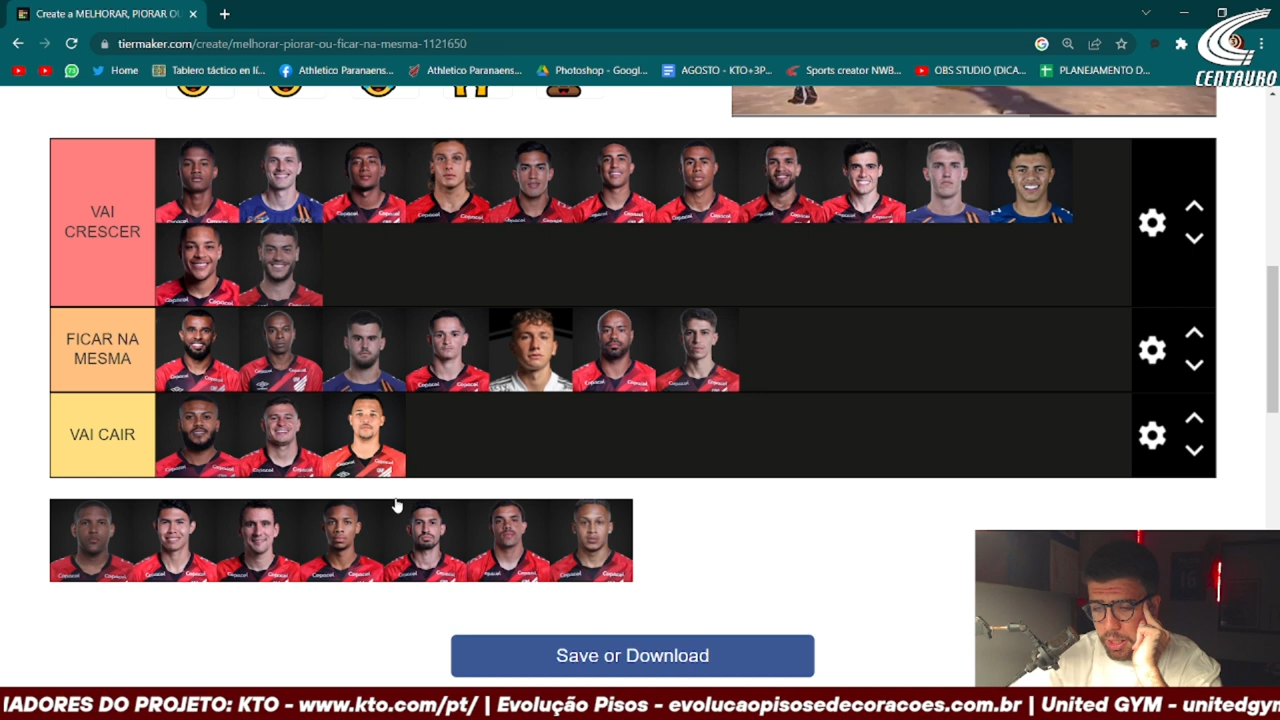 Create a MELHORAR, PIORAR OU
tiermaker.com/create/melhorar-piorar-ou-ficar-na-mesma-1121650
CENTAURO
73
Home
Tablero táctico en lí...
Athletico Paranaens...
Athletico Paranaens...
Photoshop - Googl...
AGOSTO - KTO+3P...
Sports creator NWB...
OBS STUDIO (DICA...
PLANEJAMENTO D...
VAI
CRESCER
FICAR NA
MESMA
VAI CAIR
Save or Download
IADORES DO PROJETO: KTO - www.kto.com/pt/ | Evolução Pisos - evolucaopisosedecoracoes.com.br | United GYM - unitedgym